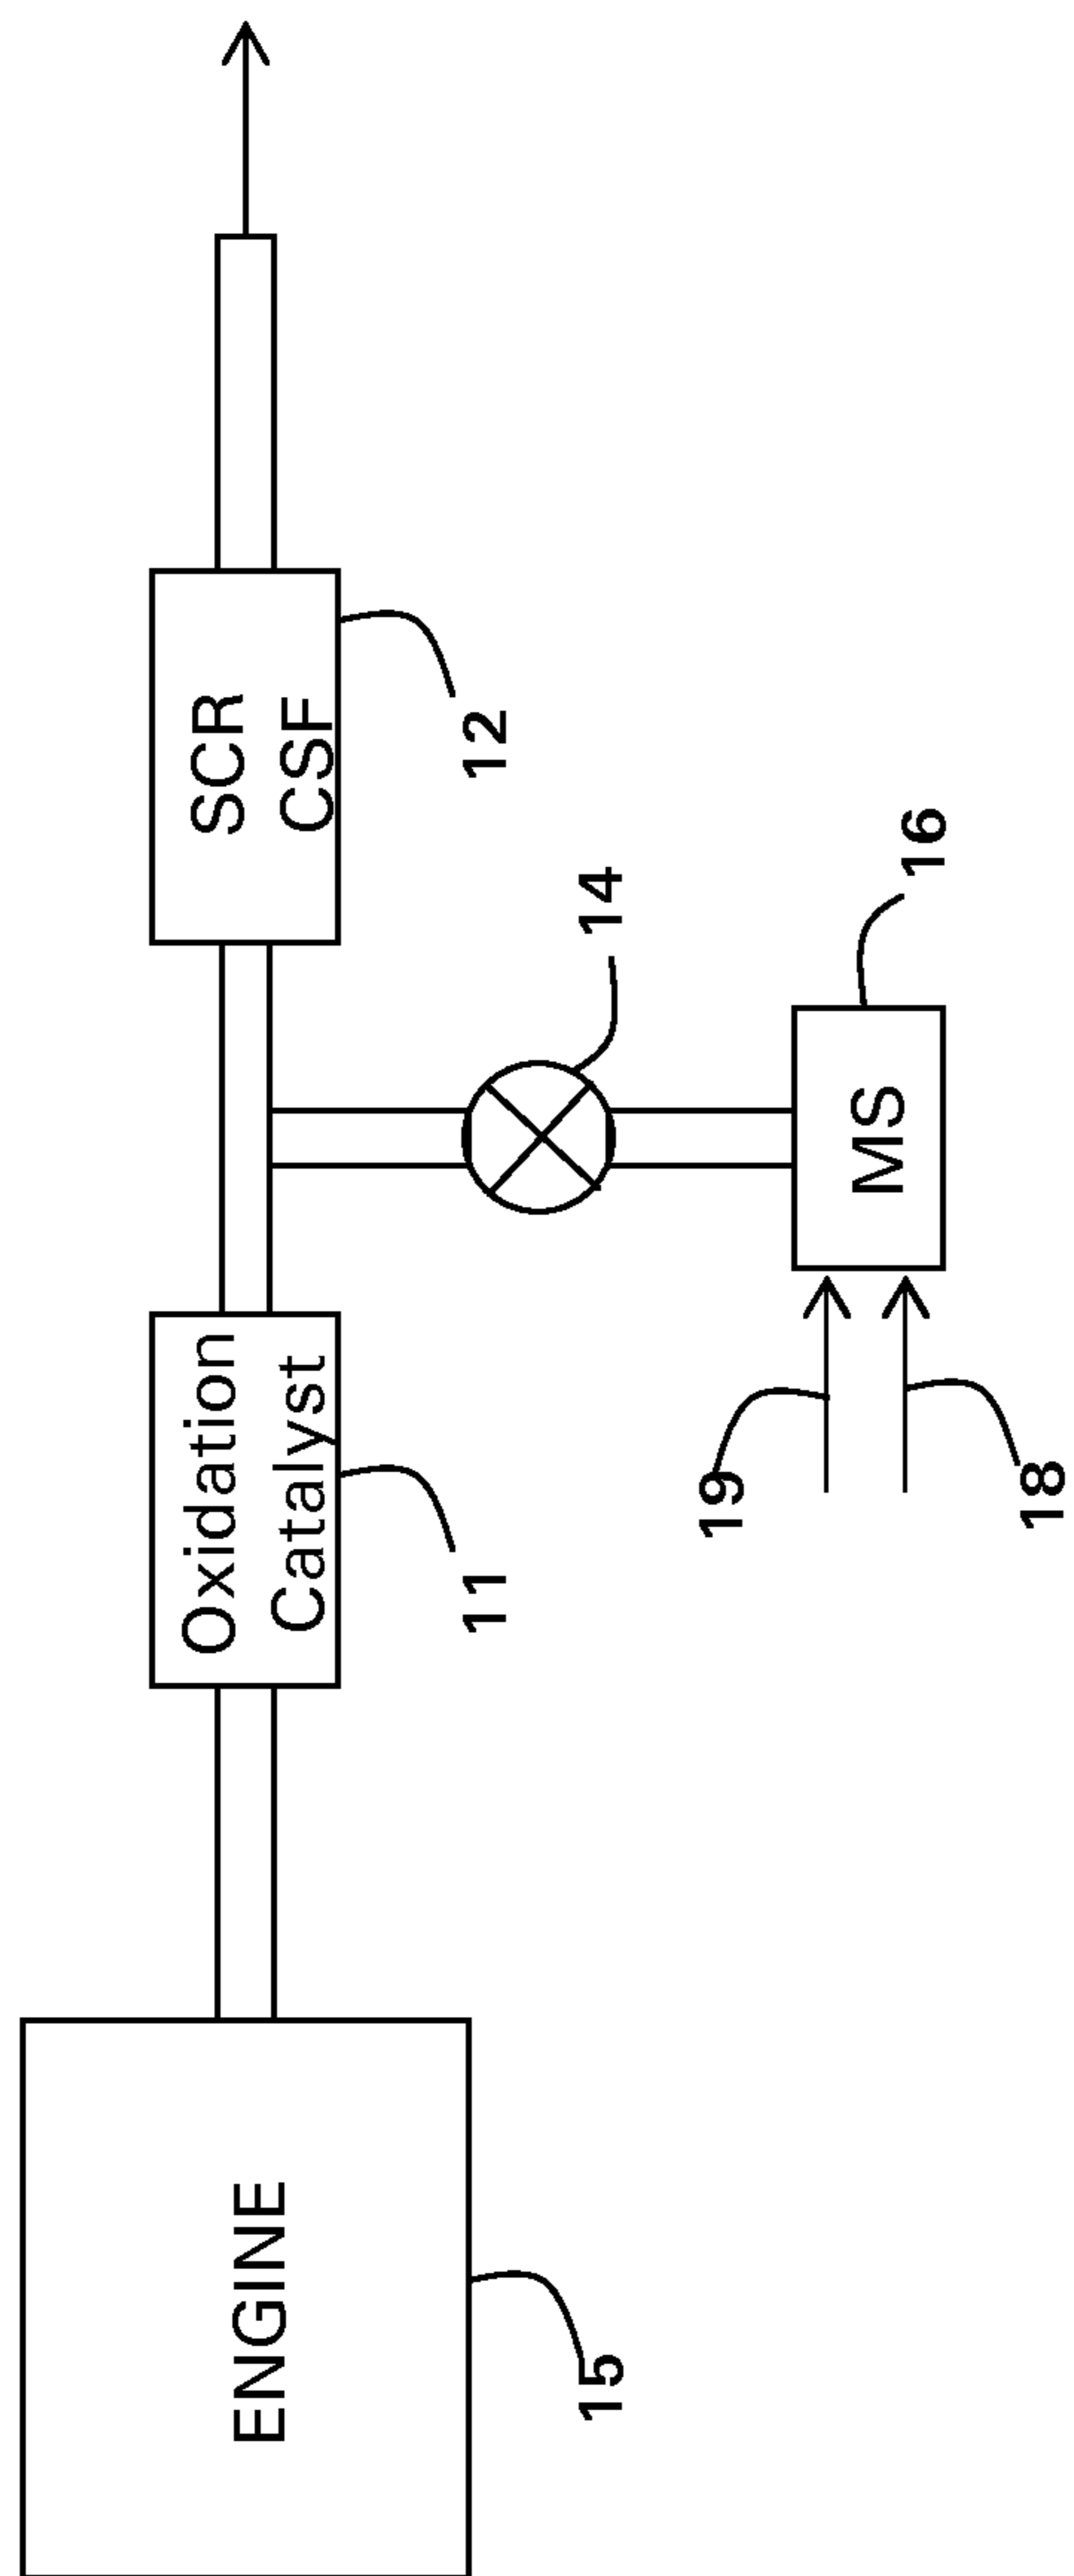 ENGINE
15
Oxidation
Catalyst
11
SCR
CSF
12
14
MS
16
19
18